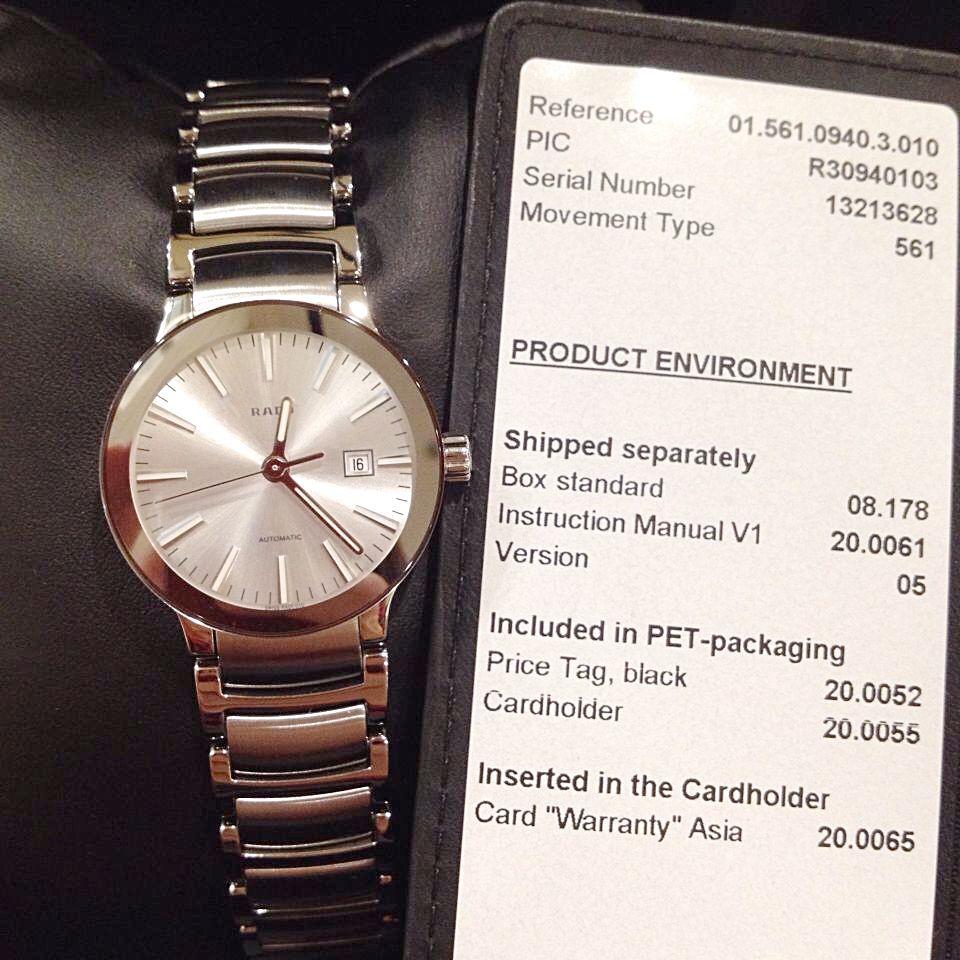 RADO
16
AUTOMATIC
Reference 01.561.0940.3.010
PIC R30940103
Serial Number 13213628
Movement Type 561
PRODUCT ENVIRONMENT
Shipped separately
Box standard 08.178
Instruction Manual V1 20.0061
Version 05
Included in PET-packaging
Price Tag, black 20.0052
Cardholder 20.0055
Inserted in the Cardholder
Card "Warranty" Asia 20.0065